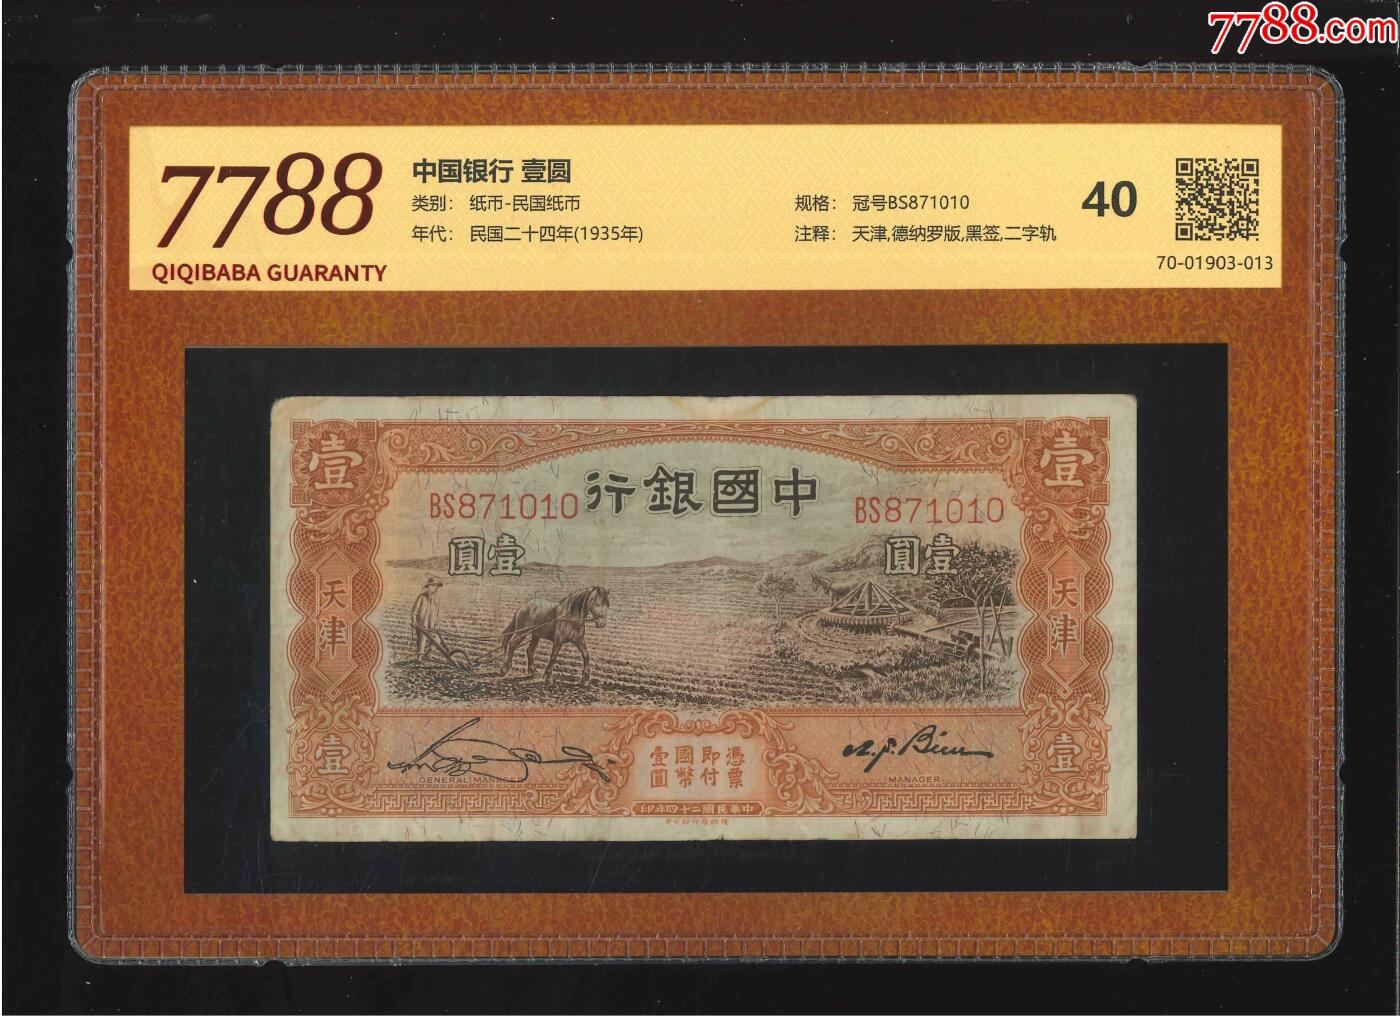 7788.com
7788
QIQIBABA GUARANTY
中国银行 壹圆
类别： 纸币-民国纸币
年代： 民国二十四年(1935年)
规格： 冠号BS871010
注释： 天津,德纳罗版,黑签,二字轨
40
70-01903-013
壹
壹
行銀國中
BS871010
BS871010
圓壹
圓壹
天津
天津
憑票
即付
國幣
壹圓
壹
壹
GENERAL MANAGER
MANAGER
印年四十二國民華中